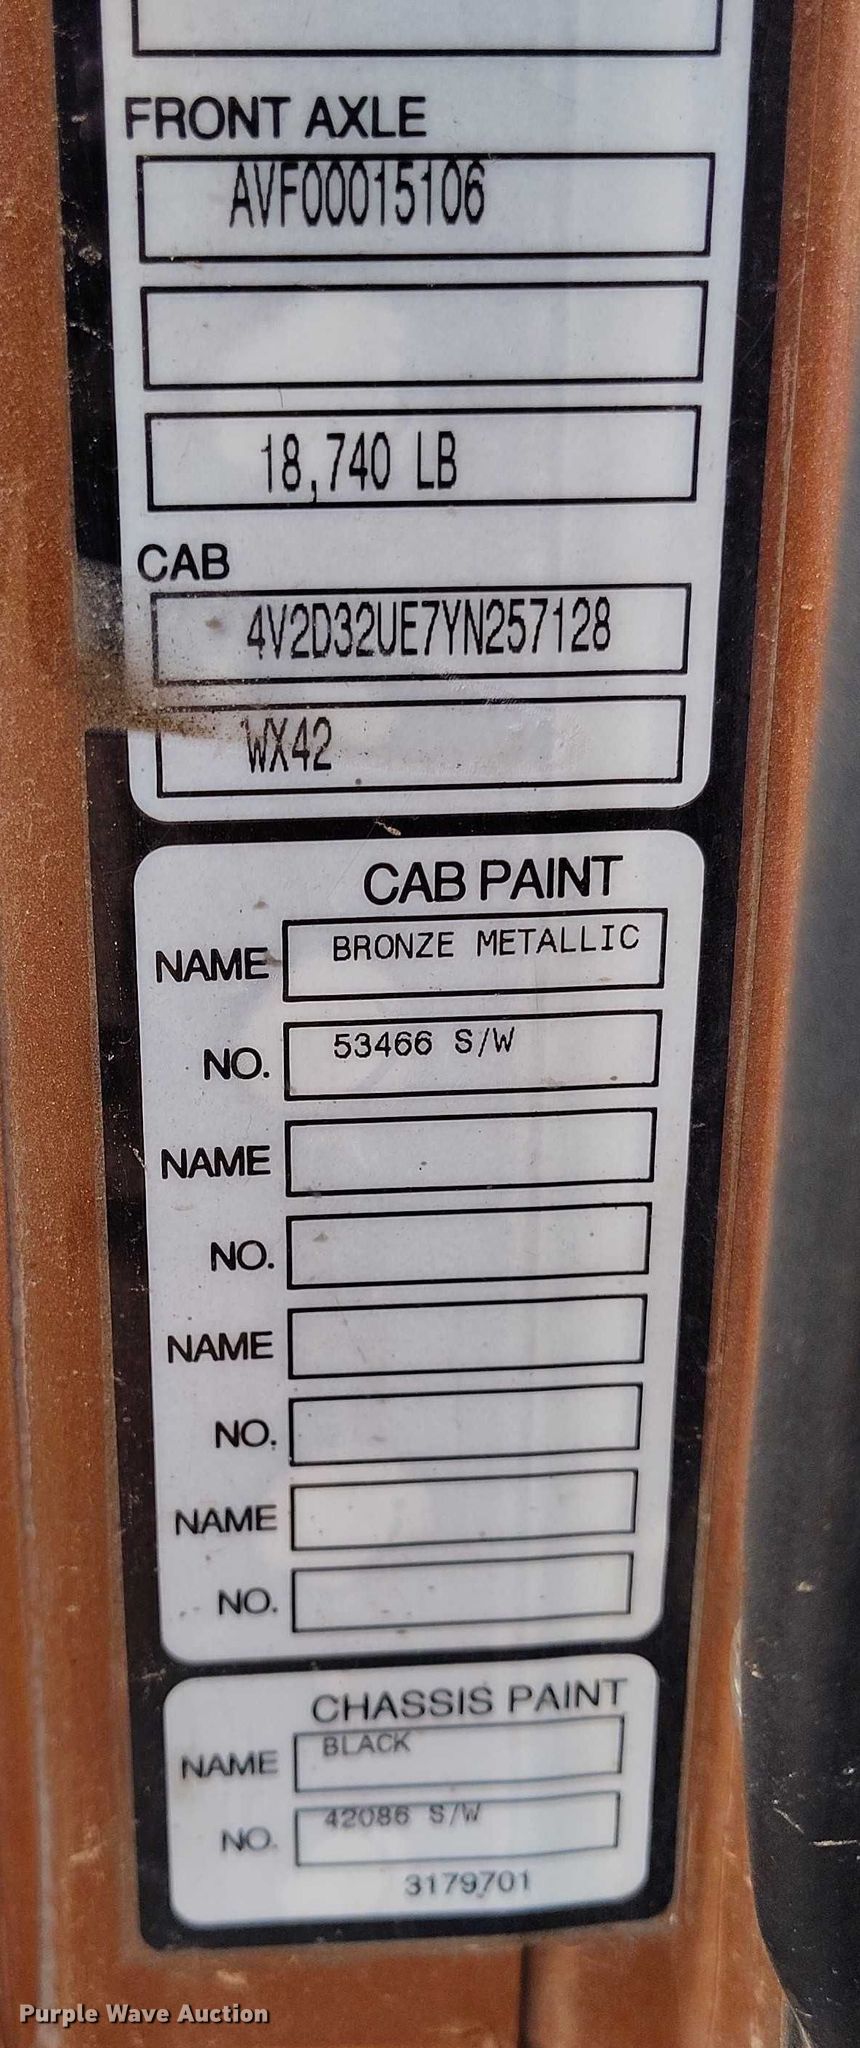 FRONT AXLE
AVF00015106
18,740 LB
CAB
4V2D32UE7YN257128
WX42
CAB PAINT
NAME BRONZE METALLIC
NO. 53466 S/W
NAME
NO.
NAME
NO.
NAME
NO.
CHASSIS PAINT
NAME BLACK
NO. 42086 S/W
3179701
Purple Wave Auction